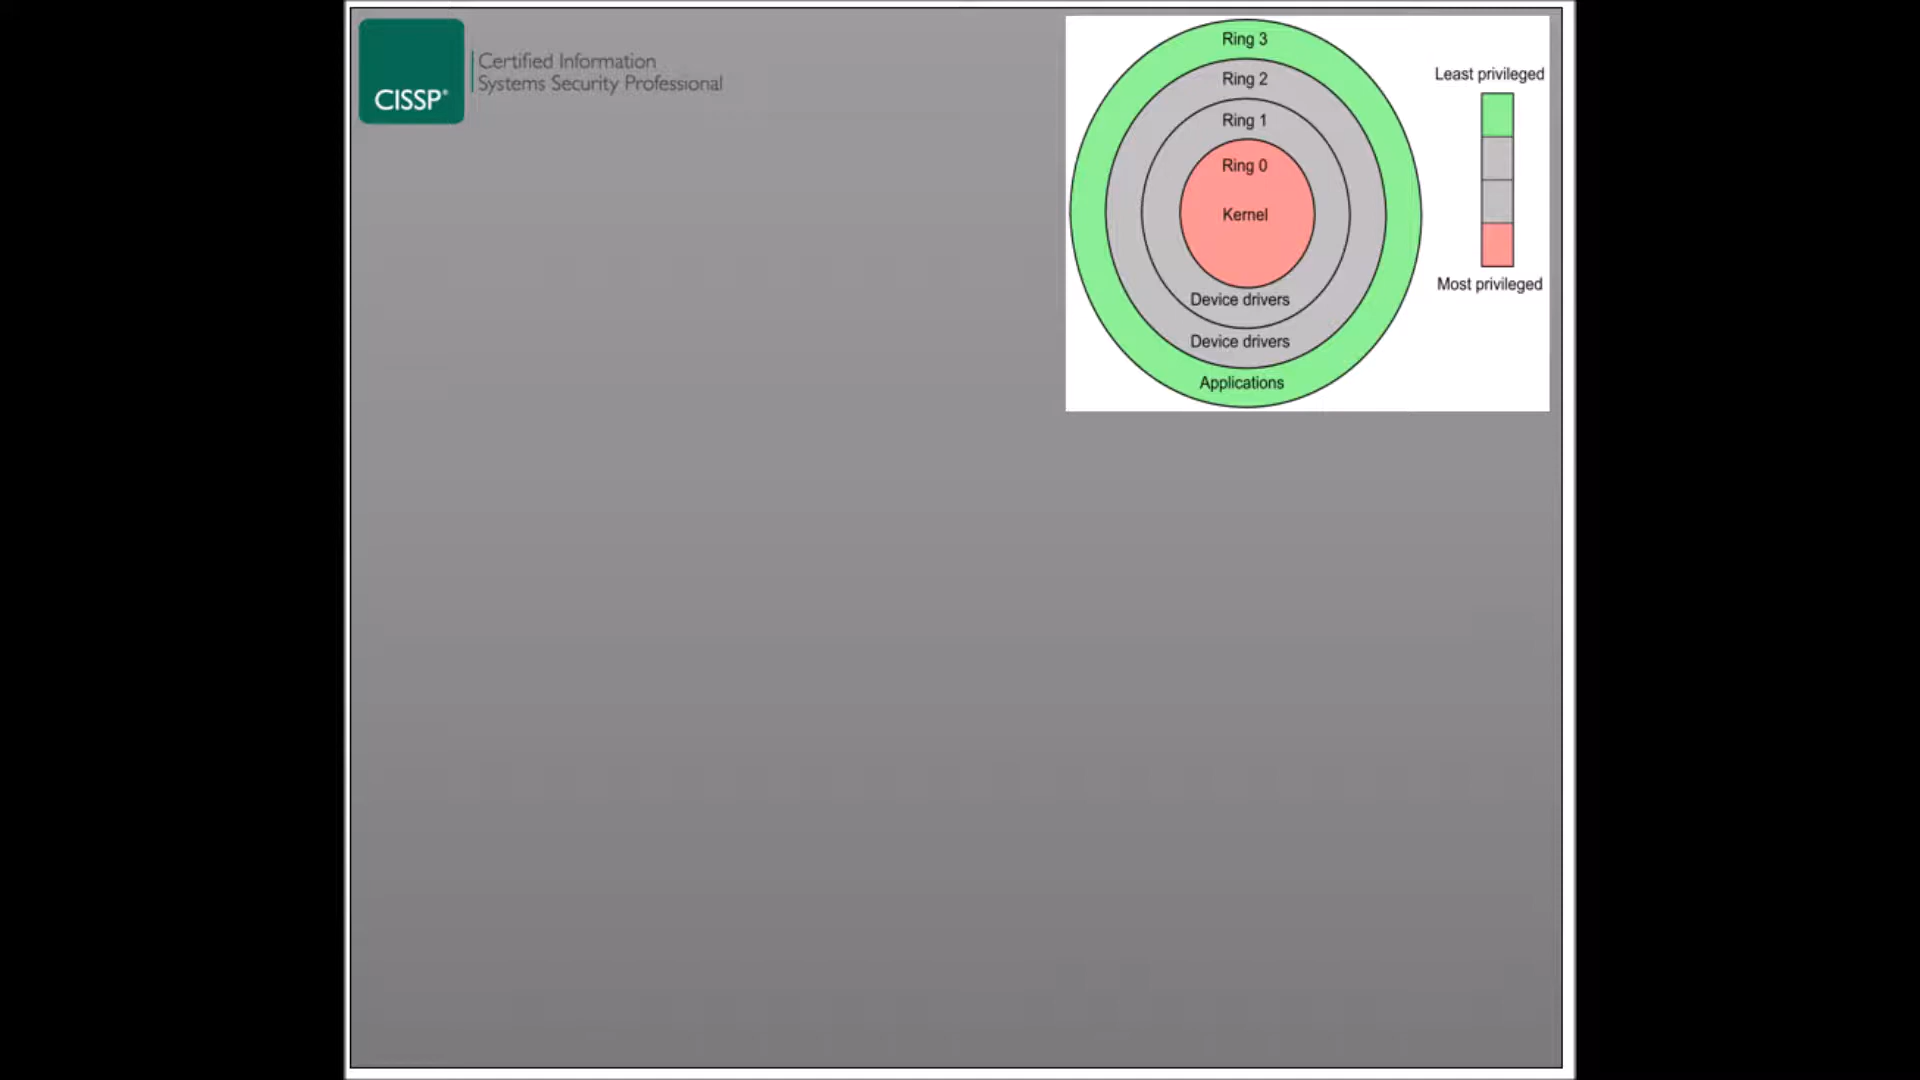 CISSP®
Certified Information
Systems Security Professional
Ring 3
Ring 2
Ring 1
Ring 0
Kernel
Device drivers
Device drivers
Applications
Least privileged
Most privileged